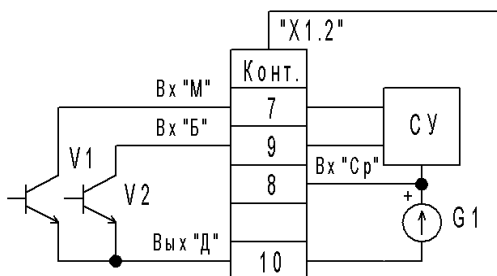 "X1.2"
Конт.
Вх "М"
7
Вх "Б"
9
СУ
V1
8
Вх "Ср"
V2
+
G1
Вых "Д"
10